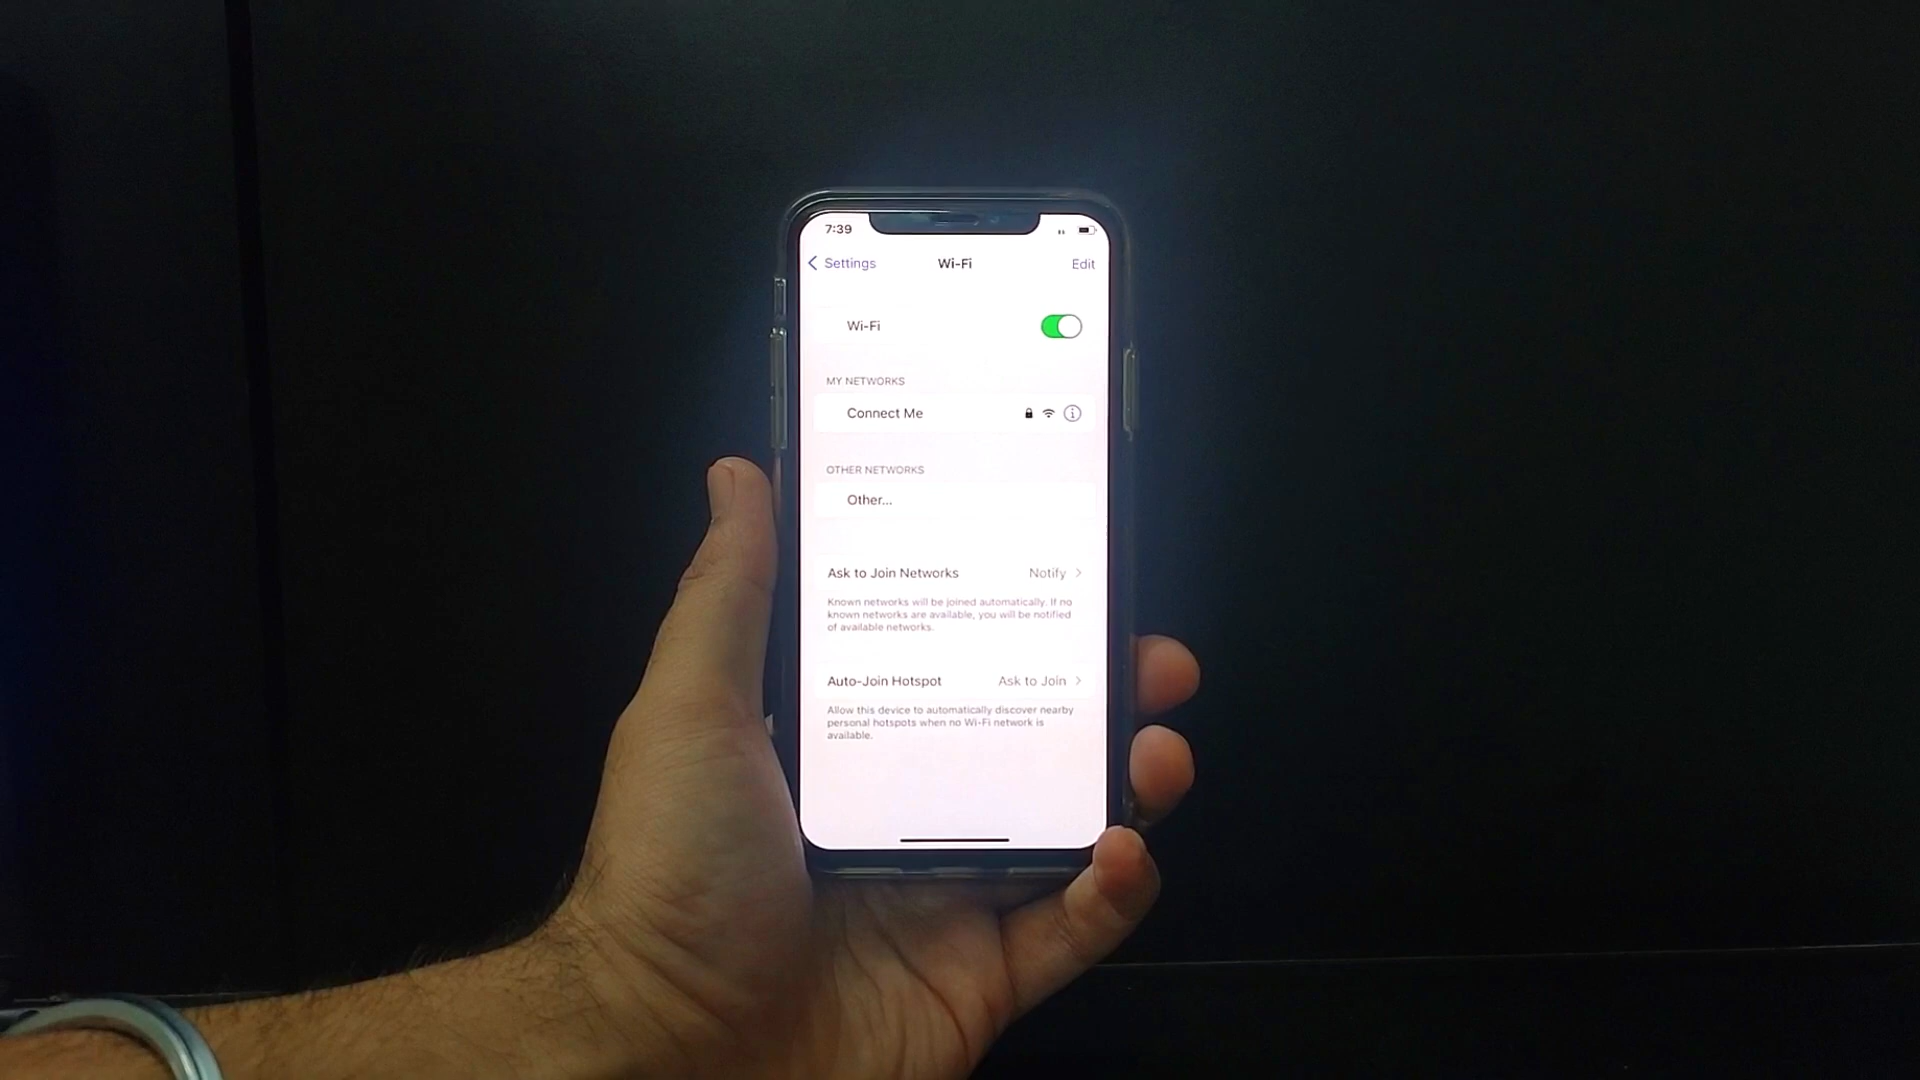 7:39
Settings
Wi-Fi
Edit
Wi-Fi
MY NETWORKS
Connect Me
OTHER NETWORKS
Other...
Ask to Join Networks Notify
Known networks will be joined automatically. If no
known networks are available, you will be notified
of available networks.
Auto-Join Hotspot Ask to Join
Allow this device to automatically discover nearby
personal hotspots when no Wi-Fi network is
available.